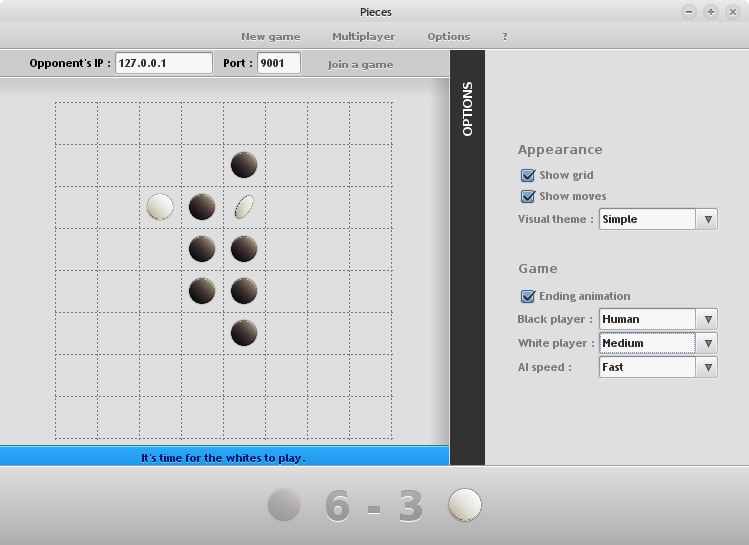 Pieces
New game Multiplayer Options ?
Opponent's IP : 127.0.0.1 Port : 9001 Join a game
OPTIONS
Appearance
Show grid
Show moves
Visual theme : Simple
Game
Ending animation
Black player : Human
White player : Medium
AI speed : Fast
It's time for the whites to play.
6 - 3